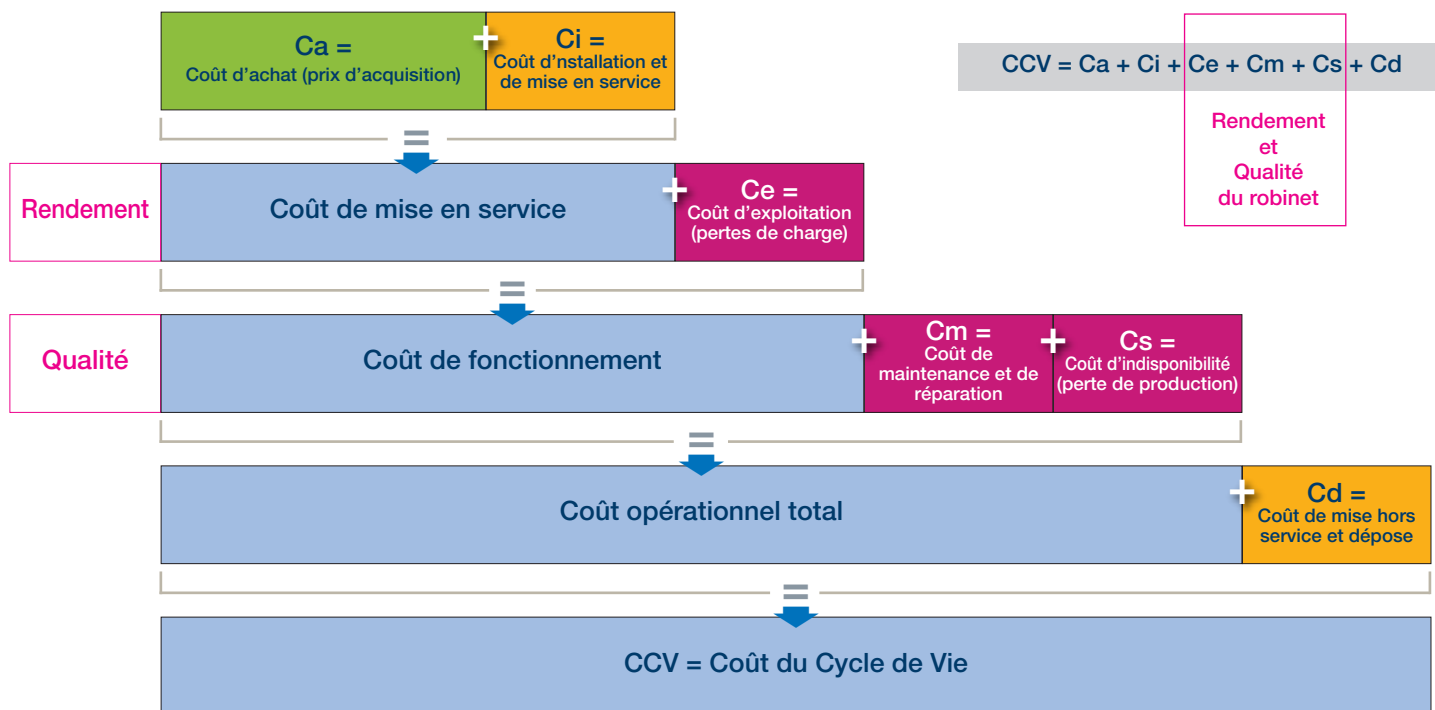 Ca =
Coût d'achat (prix d'acquisition)
+
Ci =
Coût d'nstallation et
de mise en service
CCV = Ca + Ci + Ce + Cm + Cs + Cd
Rendement
et
Qualité
du robinet
=
Rendement
Coût de mise en service
+
Ce =
Coût d'exploitation
(pertes de charge)
=
Qualité
Coût de fonctionnement
+
Cm =
Coût de
maintenance et de
réparation
+
Cs =
Coût d'indisponibilité
(perte de production)
=
Coût opérationnel total
+
Cd =
Coût de mise hors
service et dépose
=
CCV = Coût du Cycle de Vie